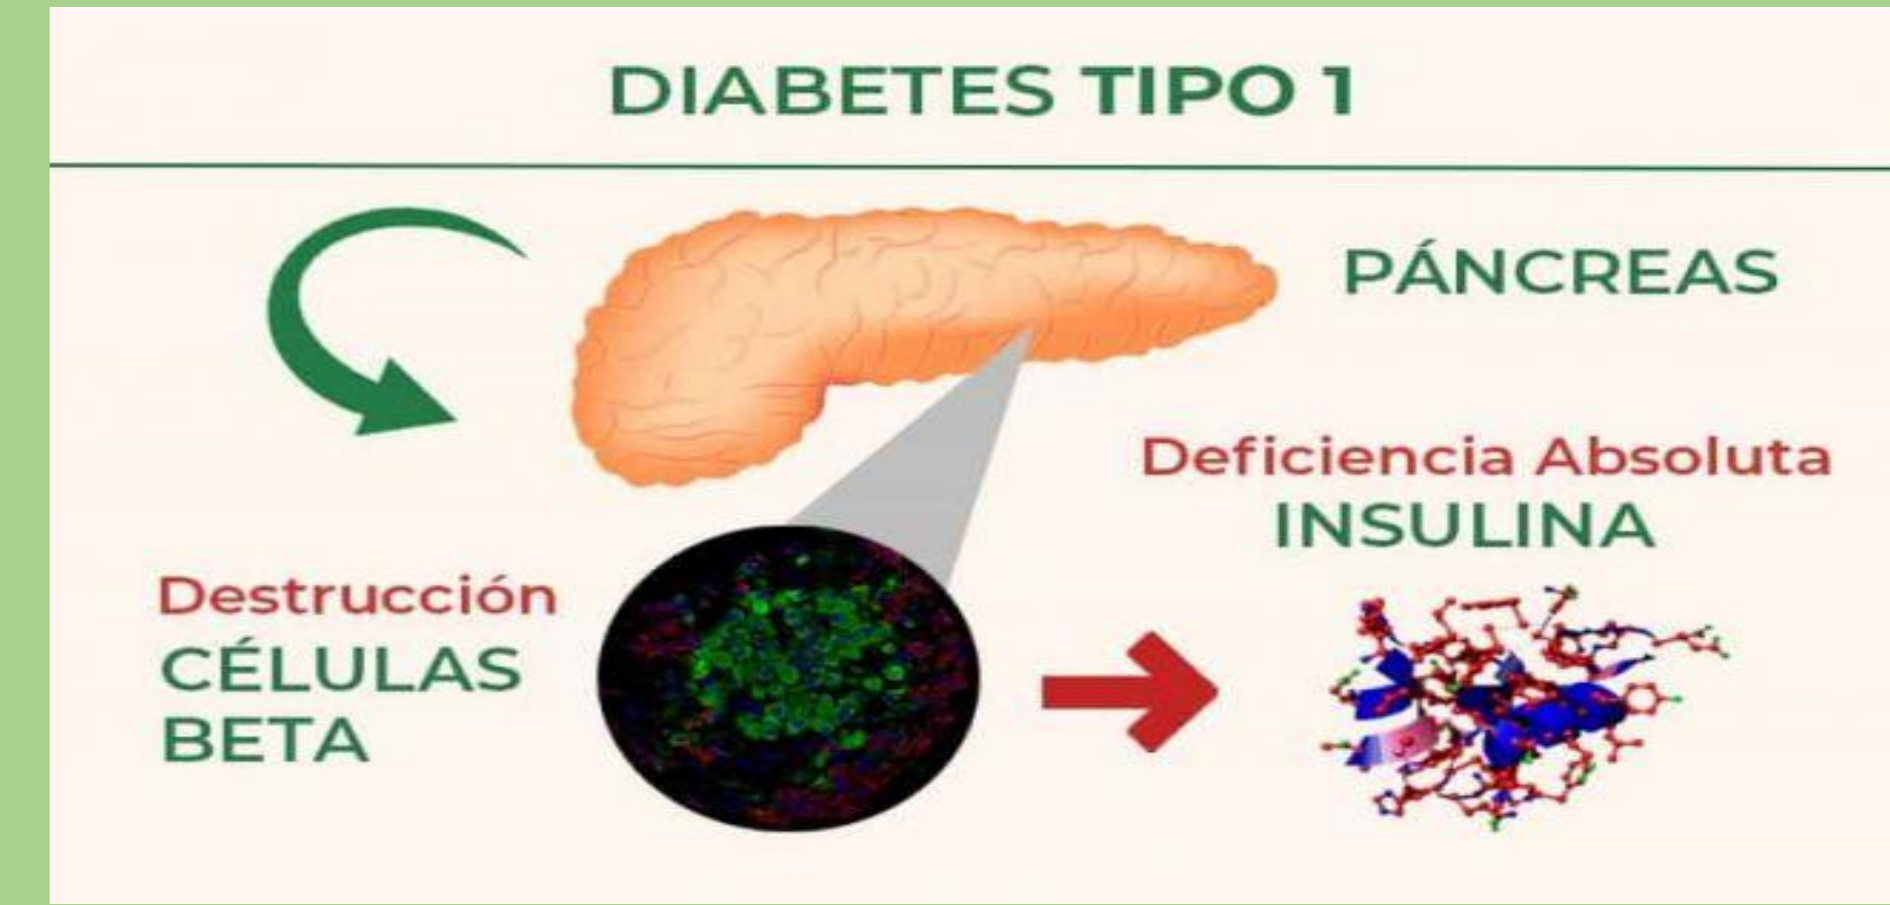 DIABETES TIPO 1
PÁNCREAS
Deficiencia Absoluta
INSULINA
Destrucción
CÉLULAS
BETA